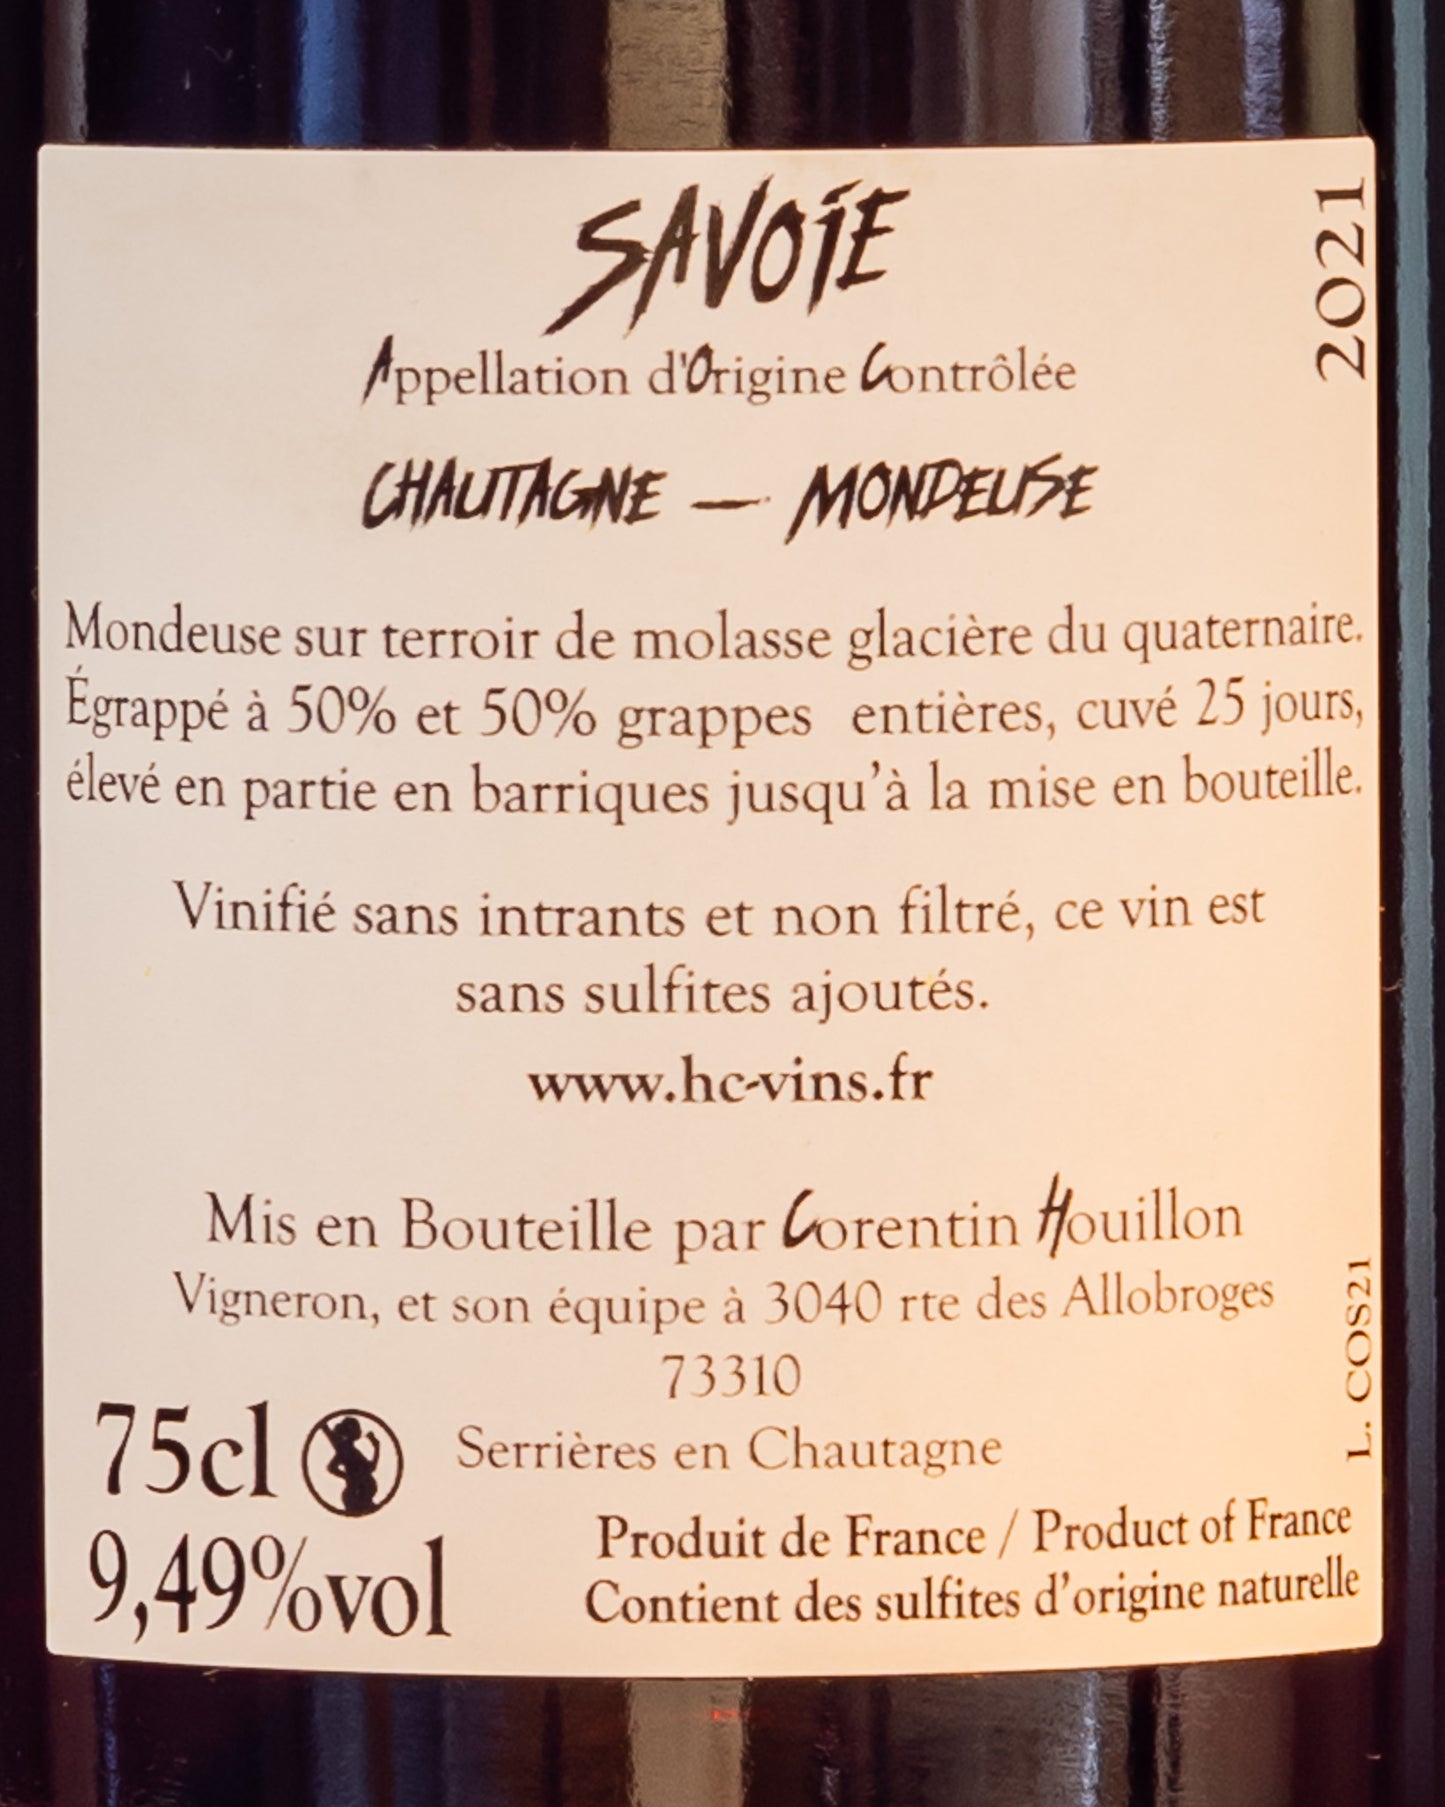 SAVOIE
Appellation d'Origine Contrôlée
CHAUTAGNE — MONDEUSE
2021
Mondeuse sur terroir de molasse glacière du quaternaire.
Égrappé à 50% et 50% grappes entières, cuvé 25 jours,
élevé en partie en barriques jusqu’à la mise en bouteille.
Vinifié sans intrants et non filtré, ce vin est
sans sulfites ajoutés.
www.hc-vins.fr
Mis en Bouteille par Corentin Houillon
Vigneron, et son équipe à 3040 rte des Allobroges
73310
Serrières en Chautagne
75cl
9,49%vol
Produit de France / Product of France
Contient des sulfites d’origine naturelle
L. COS21